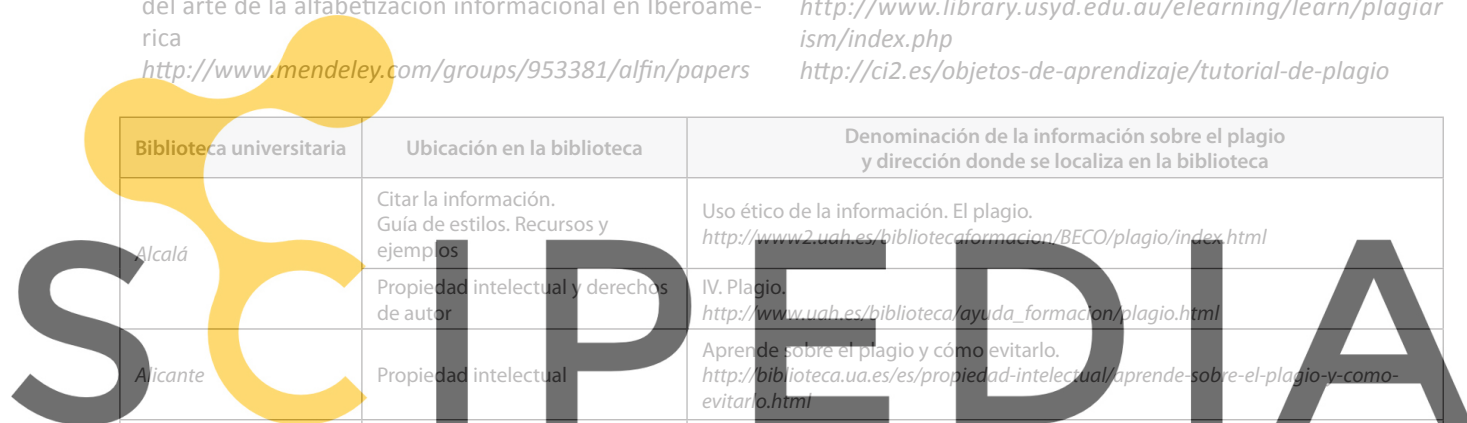 del arte de la alfabetización informacional en Iberoamé-
rica
http://www.mendeley.com/groups/953381/alfin/papers
http://www.library.usyd.edu.au/elearning/learn/plagiar
ism/index.php
http://ci2.es/objetos-de-aprendizaje/tutorial-de-plagio
Biblioteca universitaria
Ubicación en la biblioteca
Denominación de la información sobre el plagio
y dirección donde se localiza en la biblioteca
Alcalá
Citar la información.
Guía de estilos. Recursos y
ejemplos
Uso ético de la información. El plagio.
http://www2.uah.es/bibliotecaformacion/BECO/plagio/index.html
Propiedad intelectual y derechos
de autor
IV. Plagio.
http://www.uah.es/biblioteca/ayuda_formacion/plagio.html
Alicante
Propiedad intelectual
Aprende sobre el plagio y cómo evitarlo.
http://biblioteca.ua.es/es/propiedad-intelectual/aprende-sobre-el-plagio-y-como-
evitarlo.html
SCIPEDIA